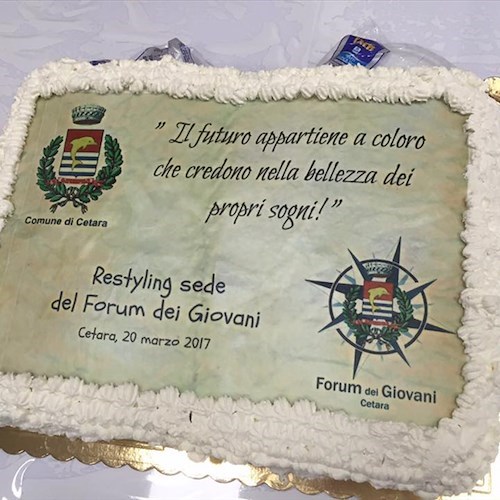 " Il futuro appartiene a coloro
che credono nella bellezza dei
propri sogni! "
Comune di Cetara
Restyling sede
del Forum dei Giovani
Cetara, 20 marzo 2017
Forum dei Giovani
Cetara